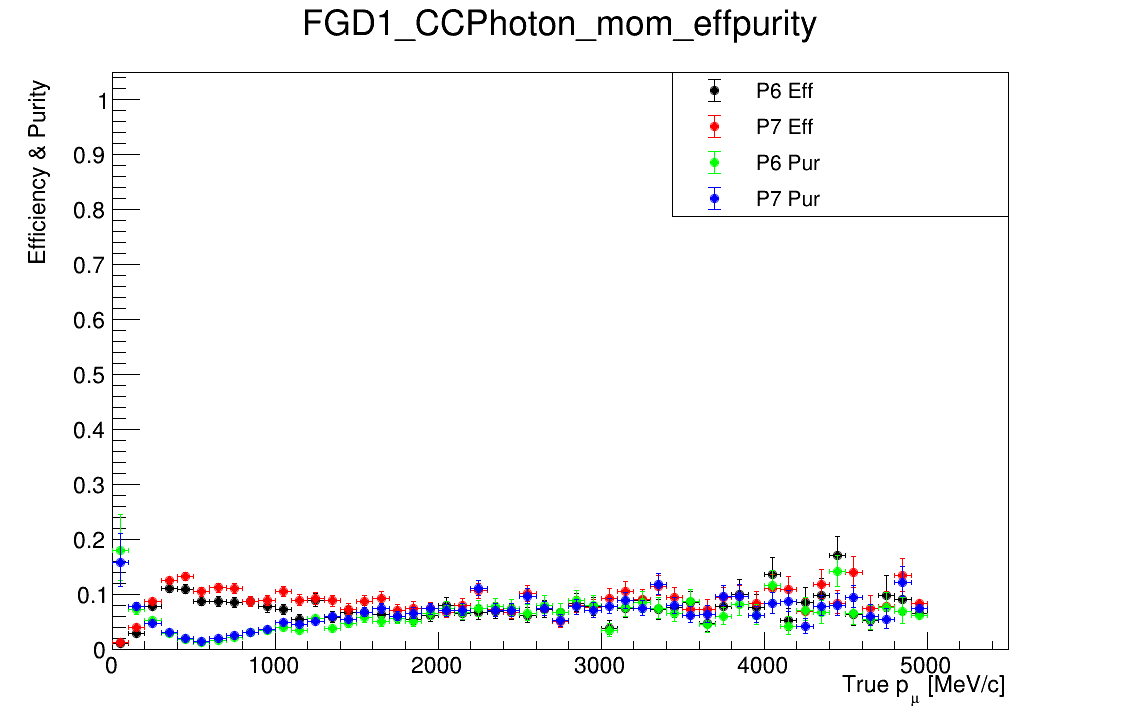 FGD1_CCPhoton_mom_effpurity
Efficiency & Purity
1
0.9
0.8
0.7
0.6
0.5
0.4
0.3
0.2
0.1
0
P6 Eff
P7 Eff
P6 Pur
P7 Pur
0 1000 2000 3000 4000 5000
True pμ [MeV/c]